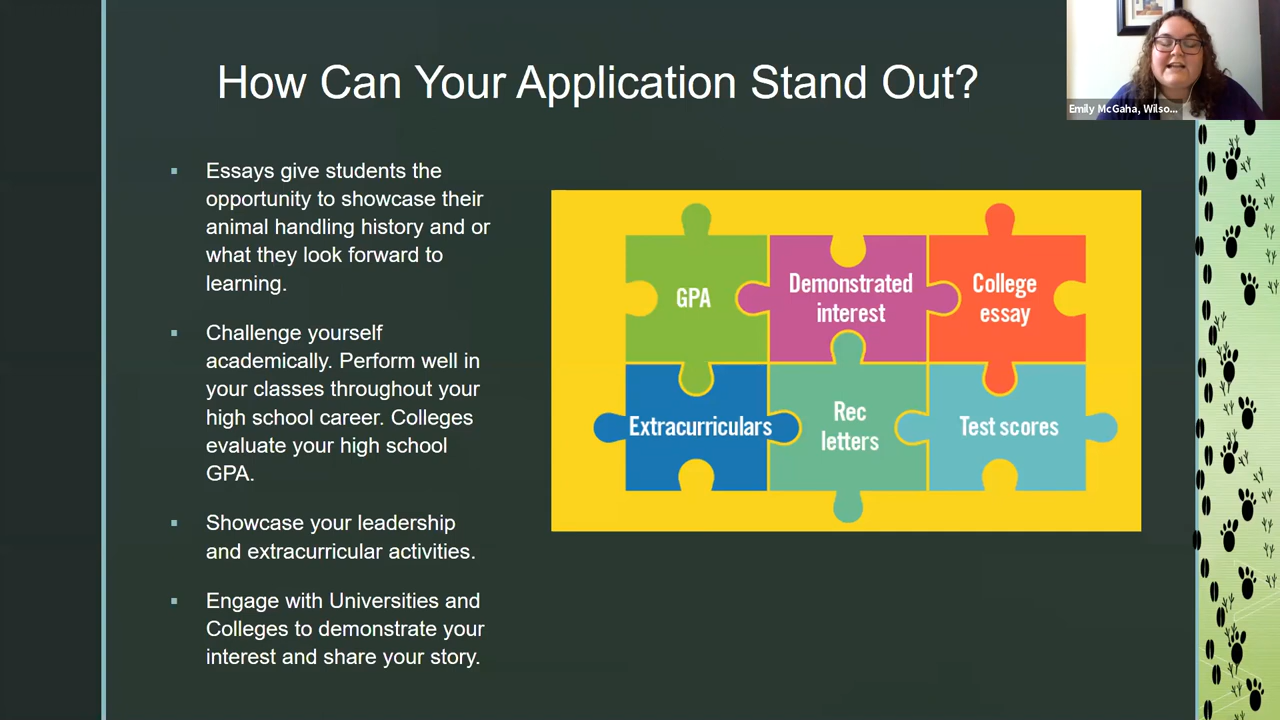 How Can Your Application Stand Out?
Emily McGaha, Wilso...
Essays give students the
opportunity to showcase their
animal handling history and or
what they look forward to
learning.
Challenge yourself
academically. Perform well in
your classes throughout your
high school career. Colleges
evaluate your high school
GPA.
Showcase your leadership
and extracurricular activities.
Engage with Universities and
Colleges to demonstrate your
interest and share your story.
GPA
Demonstrated
interest
College
essay
Extracurriculars
Rec
letters
Test scores